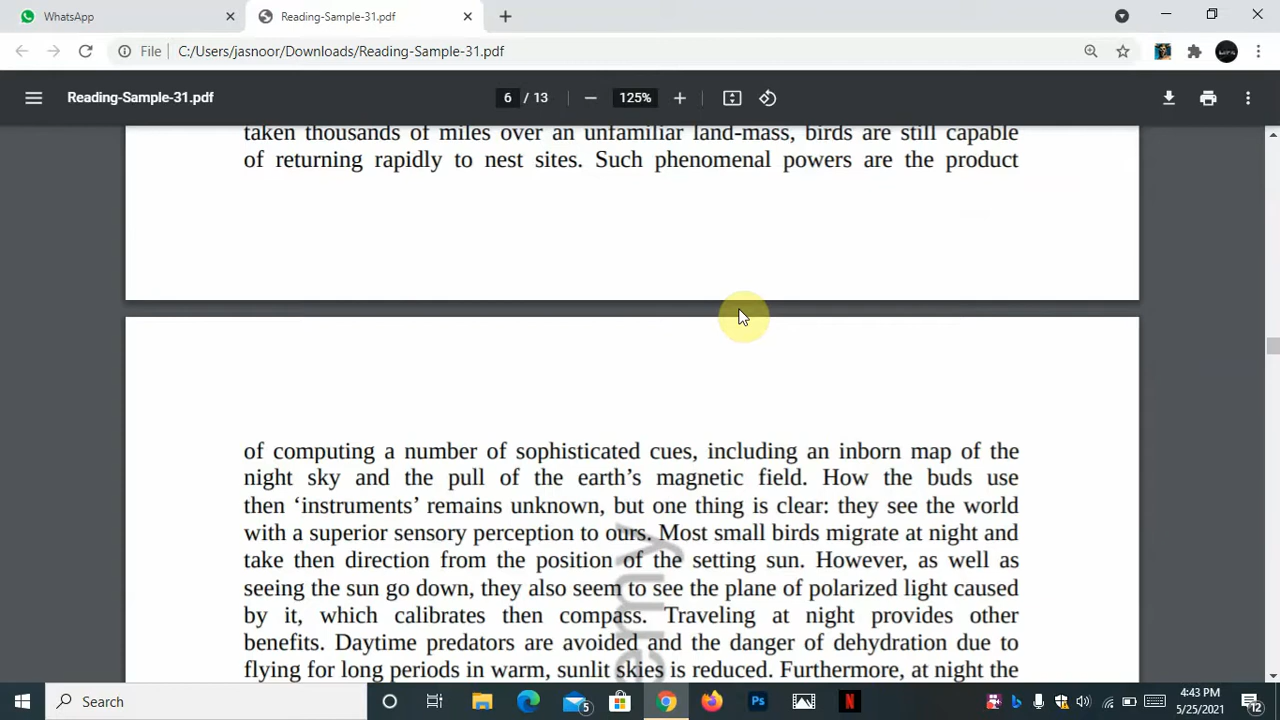 WhatsApp
Reading-Sample-31.pdf
File
C:/Users/jasnoor/Downloads/Reading-Sample-31.pdf
Reading-Sample-31.pdf
6 / 13
125%
taken thousands of miles over an unfamiliar land-mass, birds are still capable
of returning rapidly to nest sites. Such phenomenal powers are the product
of computing a number of sophisticated cues, including an inborn map of the
night sky and the pull of the earth’s magnetic field. How the buds use
then ‘instruments’ remains unknown, but one thing is clear: they see the world
with a superior sensory perception to ours. Most small birds migrate at night and
take then direction from the position of the setting sun. However, as well as
seeing the sun go down, they also seem to see the plane of polarized light caused
by it, which calibrates then compass. Traveling at night provides other
benefits. Daytime predators are avoided and the danger of dehydration due to
flying for long periods in warm, sunlit skies is reduced. Furthermore, at night the
emy
Search
5
Ps
N
4:43 PM
5/25/2021
12